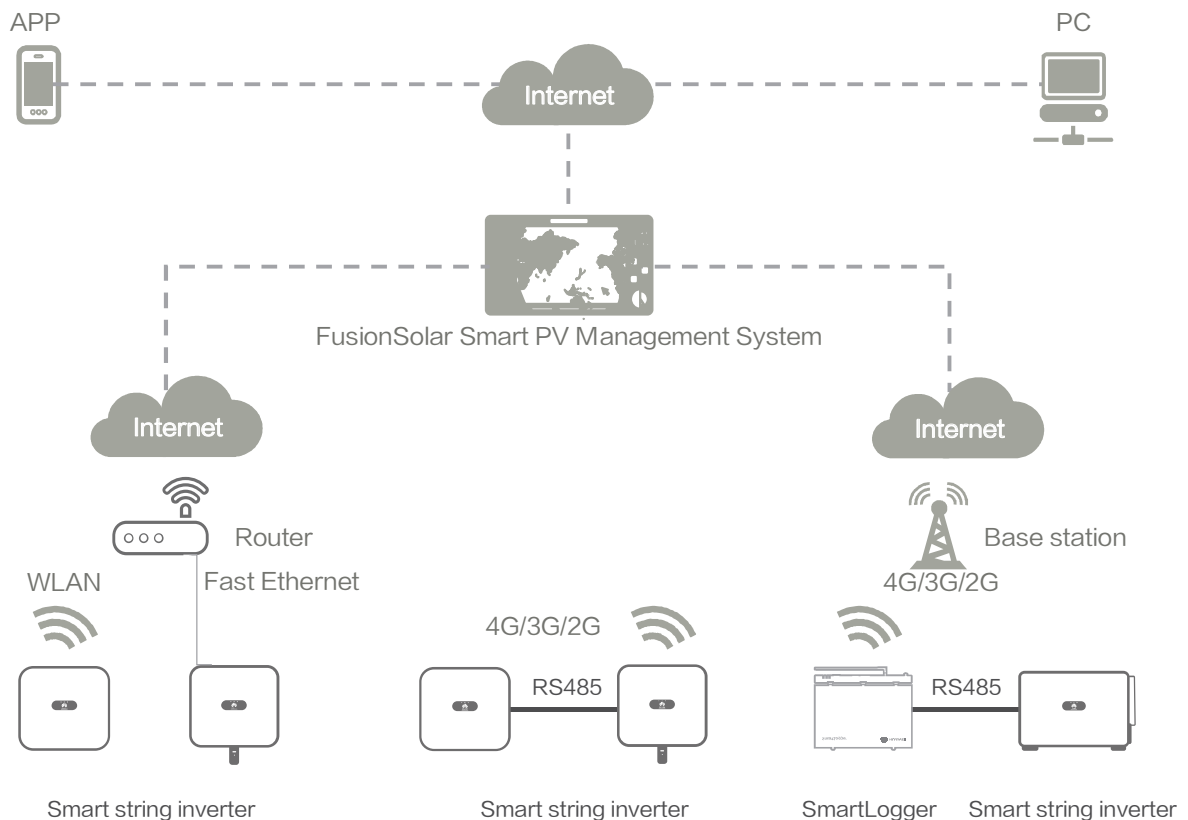 APP
PC
Internet
FusionSolar Smart PV Management System
Internet
Internet
Router
Base station
WLAN
Fast Ethernet
4G/3G/2G
4G/3G/2G
RS485
RS485
Smart string inverter
Smart string inverter
SmartLogger
Smart string inverter